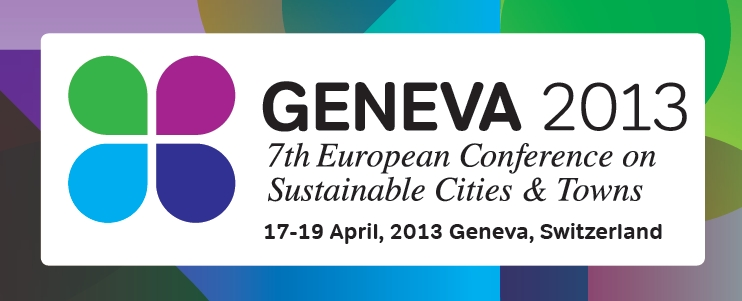 GENEVA 2013
7th European Conference on
Sustainable Cities & Towns
17-19 April, 2013 Geneva, Switzerland